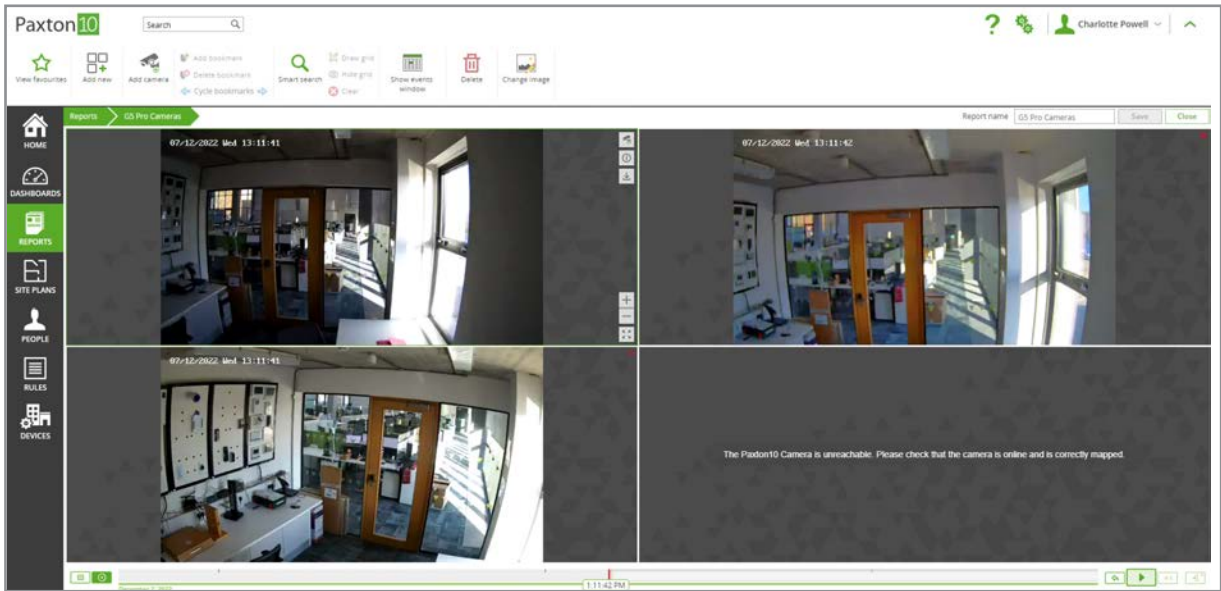 Paxton10
Search
Charlotte Powell
View favourites
Add new
Add camera
Add bookmark
Delete bookmark
Cycle bookmarks
Smart search
Draw grid
Hide grid
Clear
Show events window
Delete
Change image
Reports
G5 Pro Cameras
Report name
G5 Pro Cameras
Save
Close
HOME
DASHBOARDS
REPORTS
SITE PLANS
PEOPLE
RULES
DEVICES
07/12/2022 Wed 13:11:41
07/12/2022 Wed 13:11:42
07/12/2022 Wed 13:11:41
The Paxdon10 Camera is unreachable. Please check that the camera is online and is correctly mapped.
1:11:42 PM